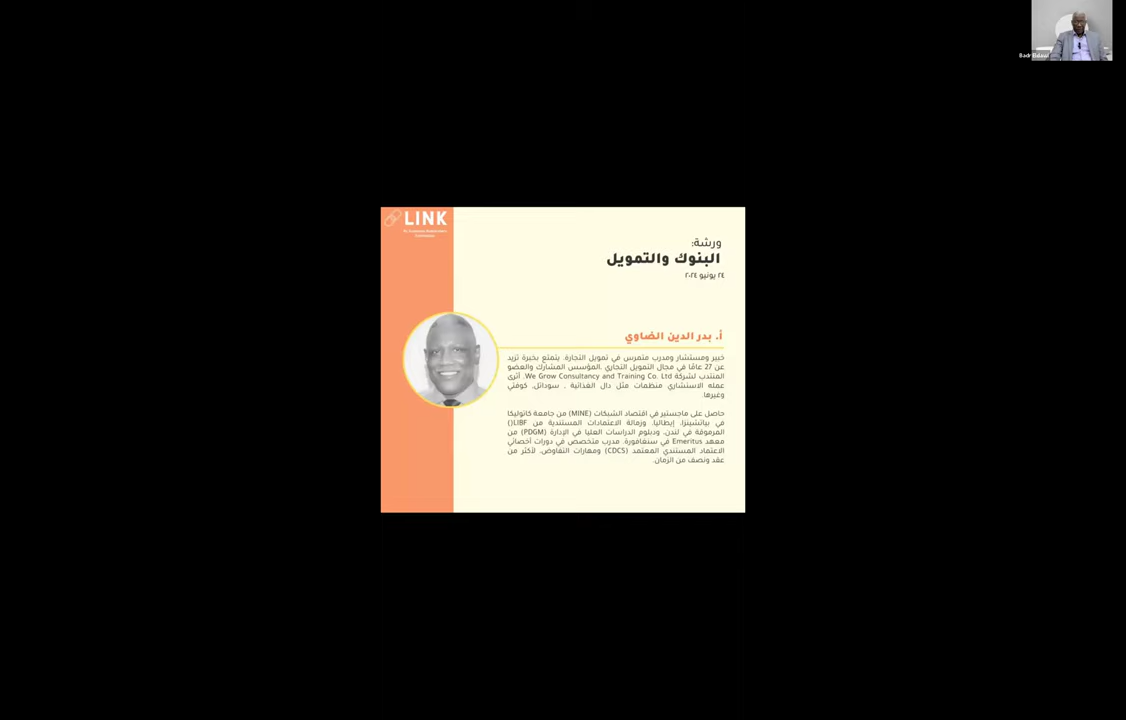 Badr Eldawi
LINK
ورشة:
البنوك والتمويل
٢٤ يونيو ٢٠٢٤
أ. بدر الدين الضاوي
خبير ومستشار ومدرب متمرس في تمويل التجارة. يتمتع بخبرة تزيد
عن 27 عامًا في مجال التمويل التجاري .المؤسس المشارك والعضو
المنتدب لشركة We Grow Consultancy and Training Co. Ltd. أثرى
عمله الاستشاري منظمات مثل دال الغذائية , سوداتل, كوفتي
وغيرها.
حاصل على ماجستير في اقتصاد الشبكات (MINE) من جامعة كاتوليكا
في بياتشينزا، إيطاليا، وزمالة الاعتمادات المستندية من LIBF()
المرموقة في لندن، ودبلوم الدراسات العليا في الإدارة (PDGM) من
معهد Emeritus في سنغافورة. مدرب متخصص في دورات أخصائي
الاعتماد المستندي المعتمد (CDCS) ومهارات التفاوض، لأكثر من
عقد ونصف من الزمان.